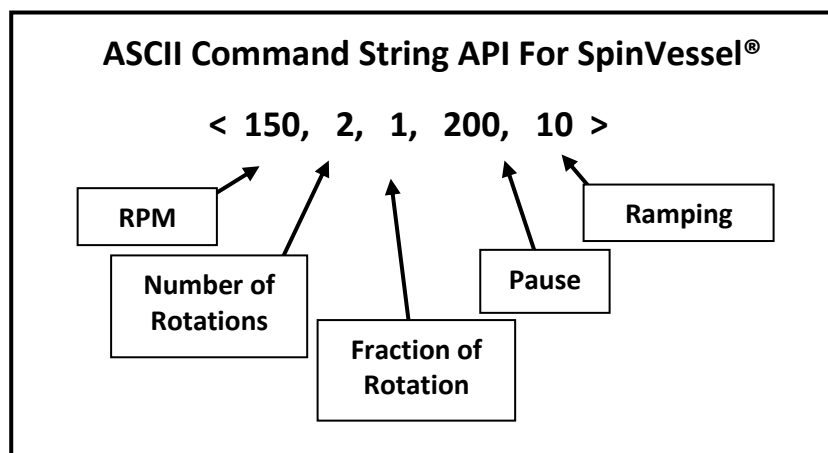 ASCII Command String API For SpinVessel®
< 150, 2, 1, 200, 10 >
RPM
Ramping
Number of
Rotations
Pause
Fraction of
Rotation